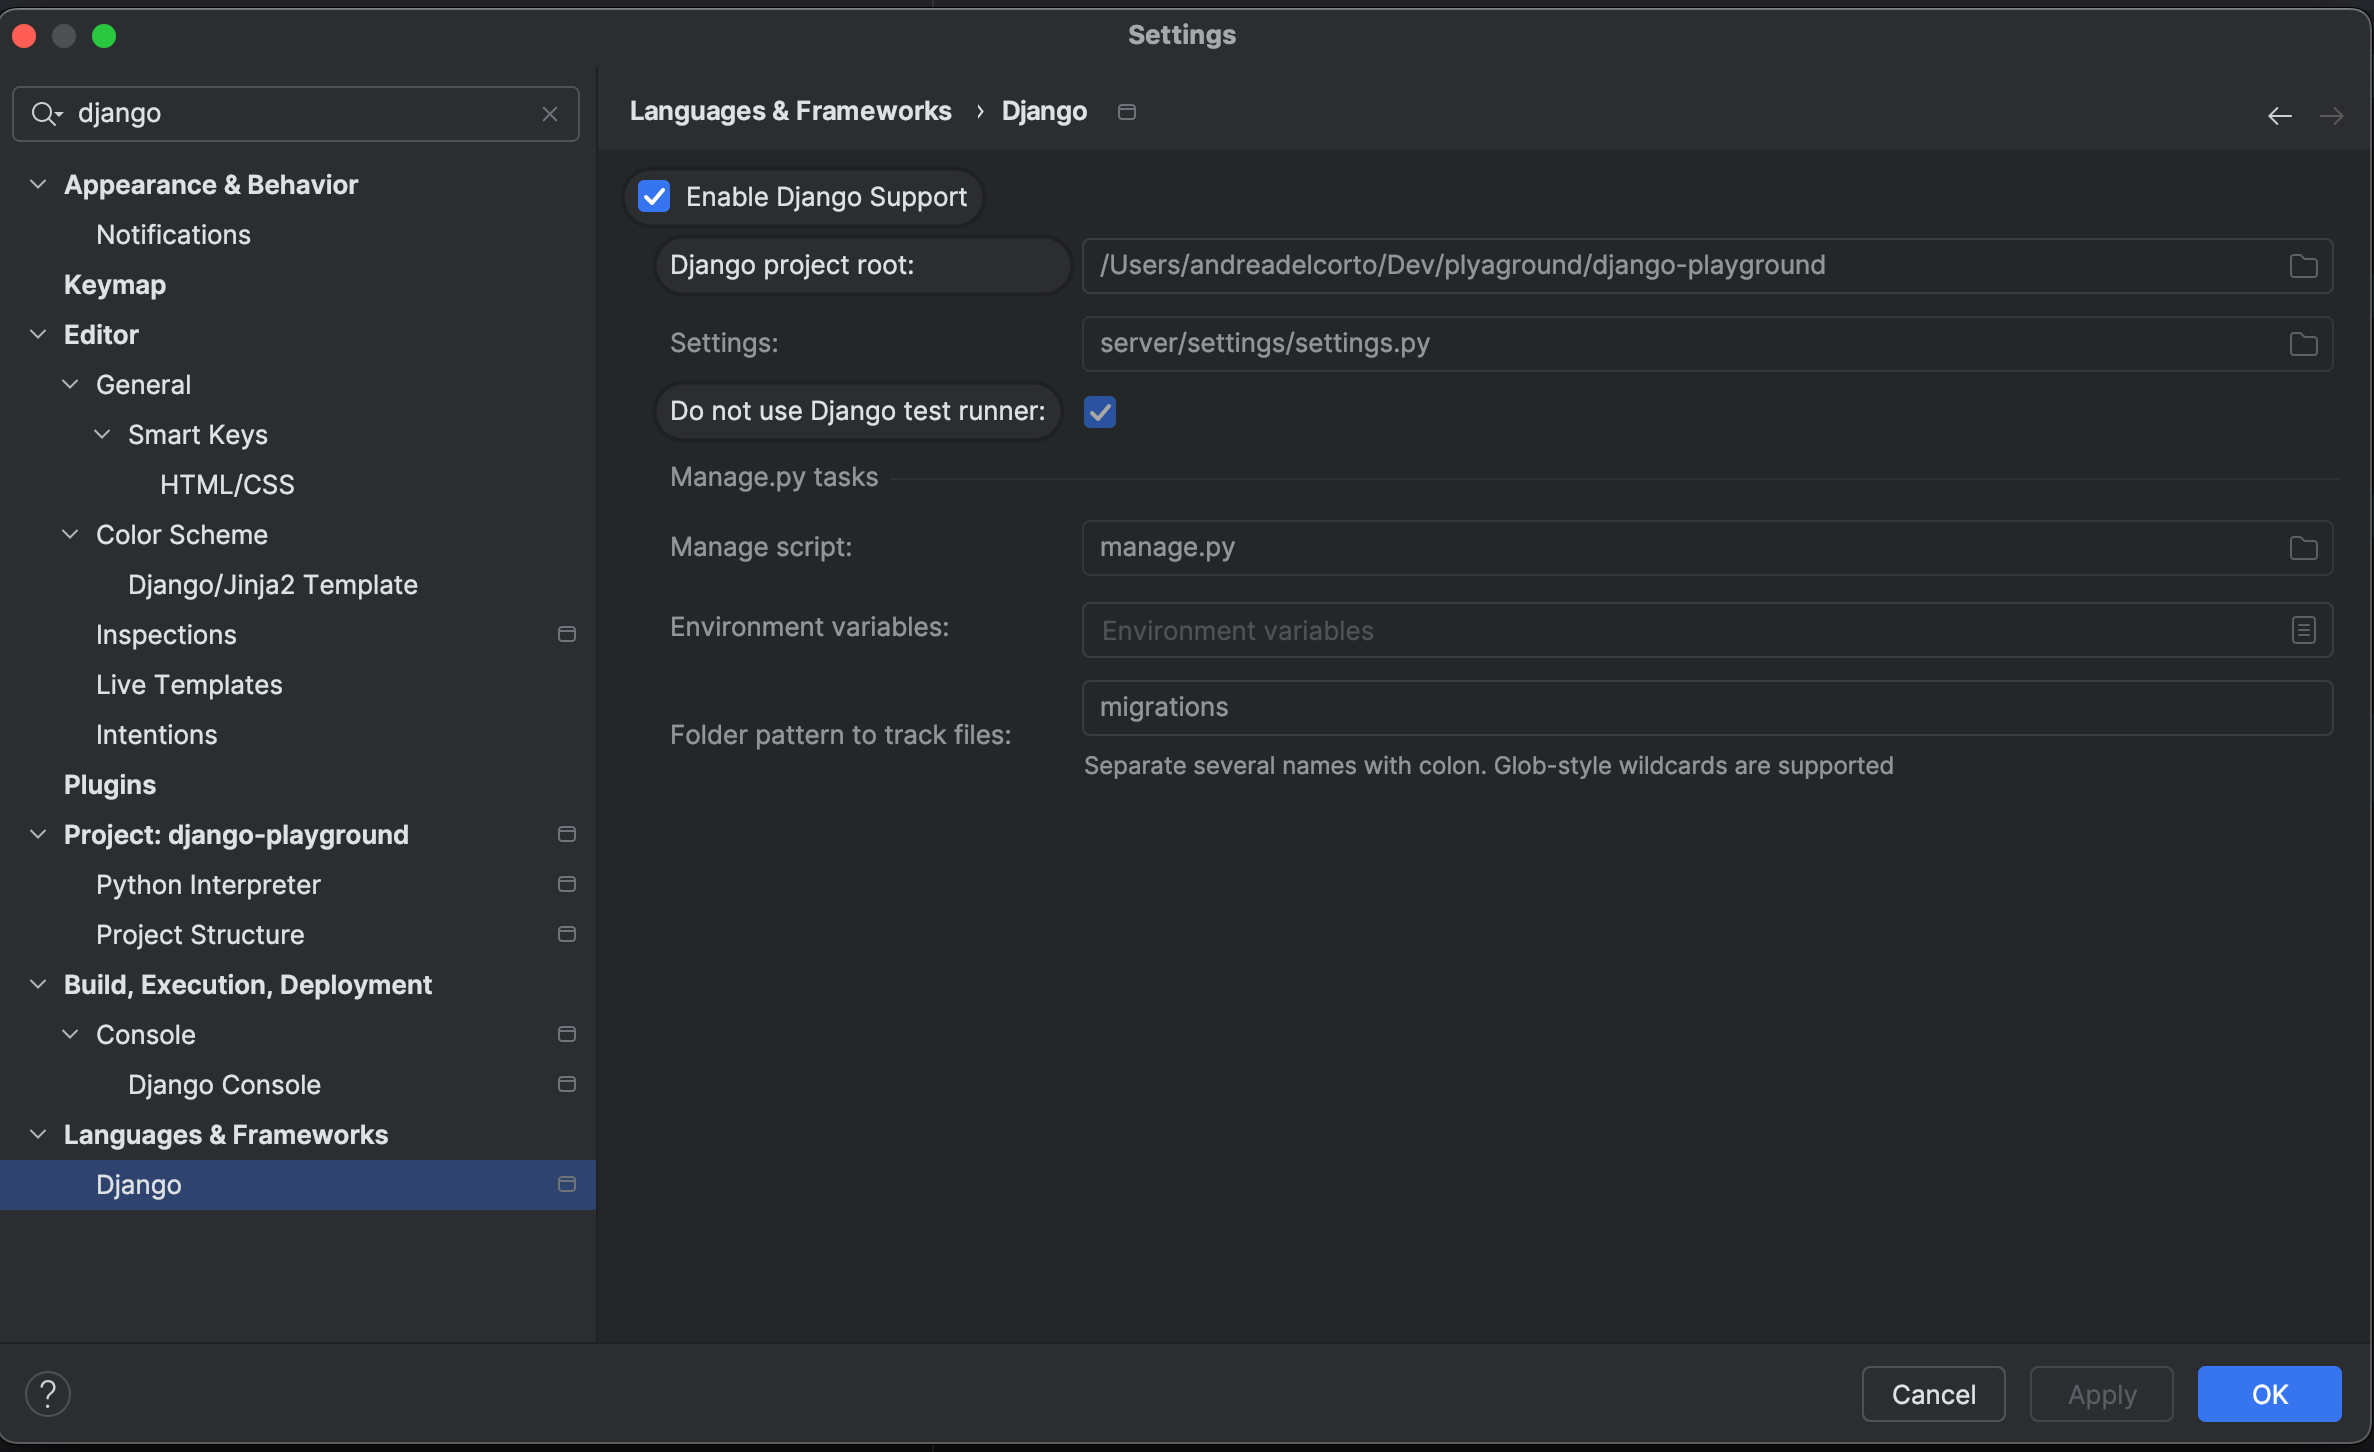 Settings
django
Appearance & Behavior
Notifications
Keymap
Editor
General
Smart Keys
HTML/CSS
Color Scheme
Django/Jinja2 Template
Inspections
Live Templates
Intentions
Plugins
Project: django-playground
Python Interpreter
Project Structure
Build, Execution, Deployment
Console
Django Console
Languages & Frameworks
Django
Languages & Frameworks › Django
Enable Django Support
Django project root: /Users/andreadelcorto/Dev/plyaground/django-playground
Settings: server/settings/settings.py
Do not use Django test runner:
Manage.py tasks
Manage script: manage.py
Environment variables: Environment variables
Folder pattern to track files: migrations
Separate several names with colon. Glob-style wildcards are supported
?
Cancel
Apply
OK